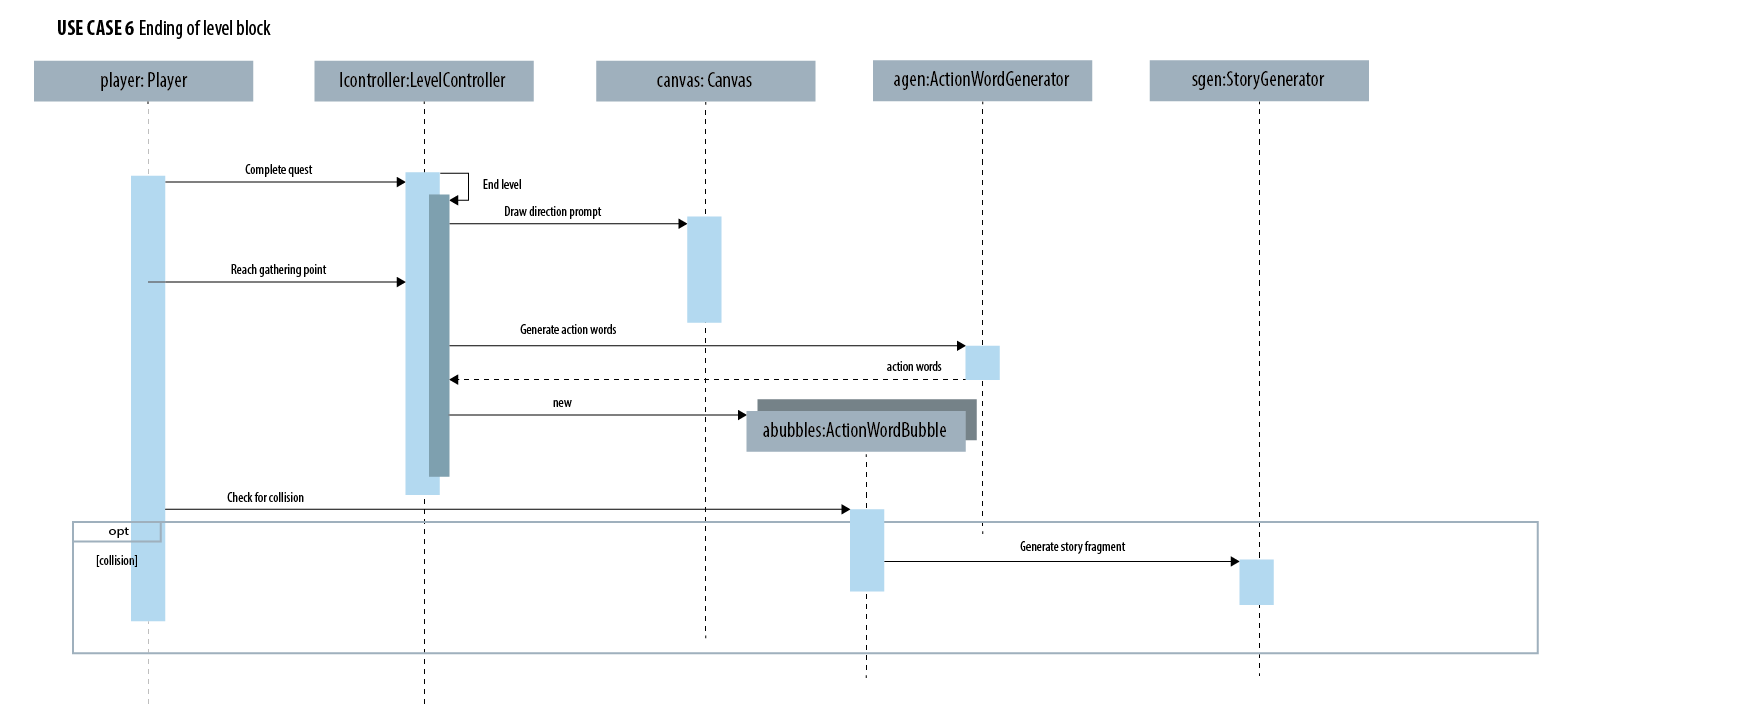 USE CASE 6 Ending of level block
player: Player
lcontroller:LevelController
canvas: Canvas
agen:ActionWordGenerator
sgen:StoryGenerator
Complete quest
End level
Draw direction prompt
Reach gathering point
Generate action words
action words
new
abubbles:ActionWordBubble
Check for collision
opt
Generate story fragment
[collision]